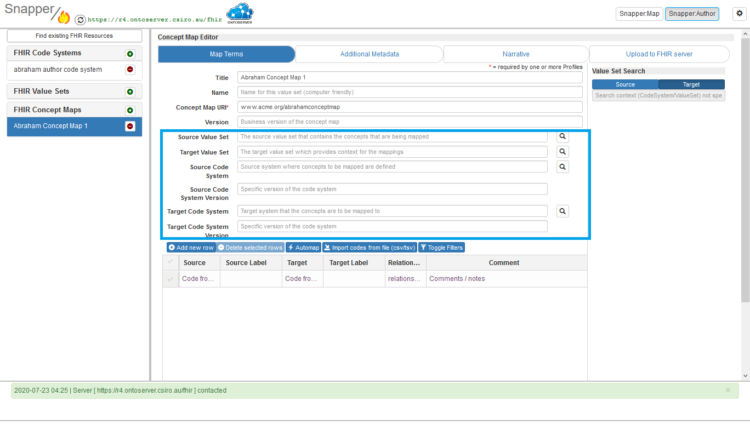 Snapper
https://r4.ontoserver.csiro.au/fhir
ONTOSERVER
Snapper:Map
Snapper:Author
Find existing FHIR Resources
FHIR Code Systems
abraham author code system
FHIR Value Sets
FHIR Concept Maps
Abraham Concept Map 1
Concept Map Editor
Map Terms
Additional Metadata
Narrative
Upload to FHIR server
* = required by one or more Profiles
Title
Abraham Concept Map 1
Name
Name for this value set (computer friendly)
Concept Map URI*
www.acme.org/abrahamconceptmap
Version
Business version of the concept map
Source Value Set
The source value set that contains the concepts that are being mapped
Target Value Set
The target value set which provides context for the mappings
Source Code
System
Source system where concepts to be mapped are defined
Source Code
System Version
Specific version of the code system
Target Code System
Target system that the concepts are to be mapped to
Target Code System
Version
Specific version of the code system
Add new row
Delete selected rows
Automap
Import codes from file (csv/tsv)
Toggle Filters
Source
Source Label
Target
Target Label
Relation...
Comment
Code fro...
Code fro...
relations...
Comments / notes
Value Set Search
Source
Target
Search context (CodeSystem/ValueSet) not spe
2020-07-23 04:25 | Server [ https://r4.ontoserver.csiro.au/fhir ] contacted
×